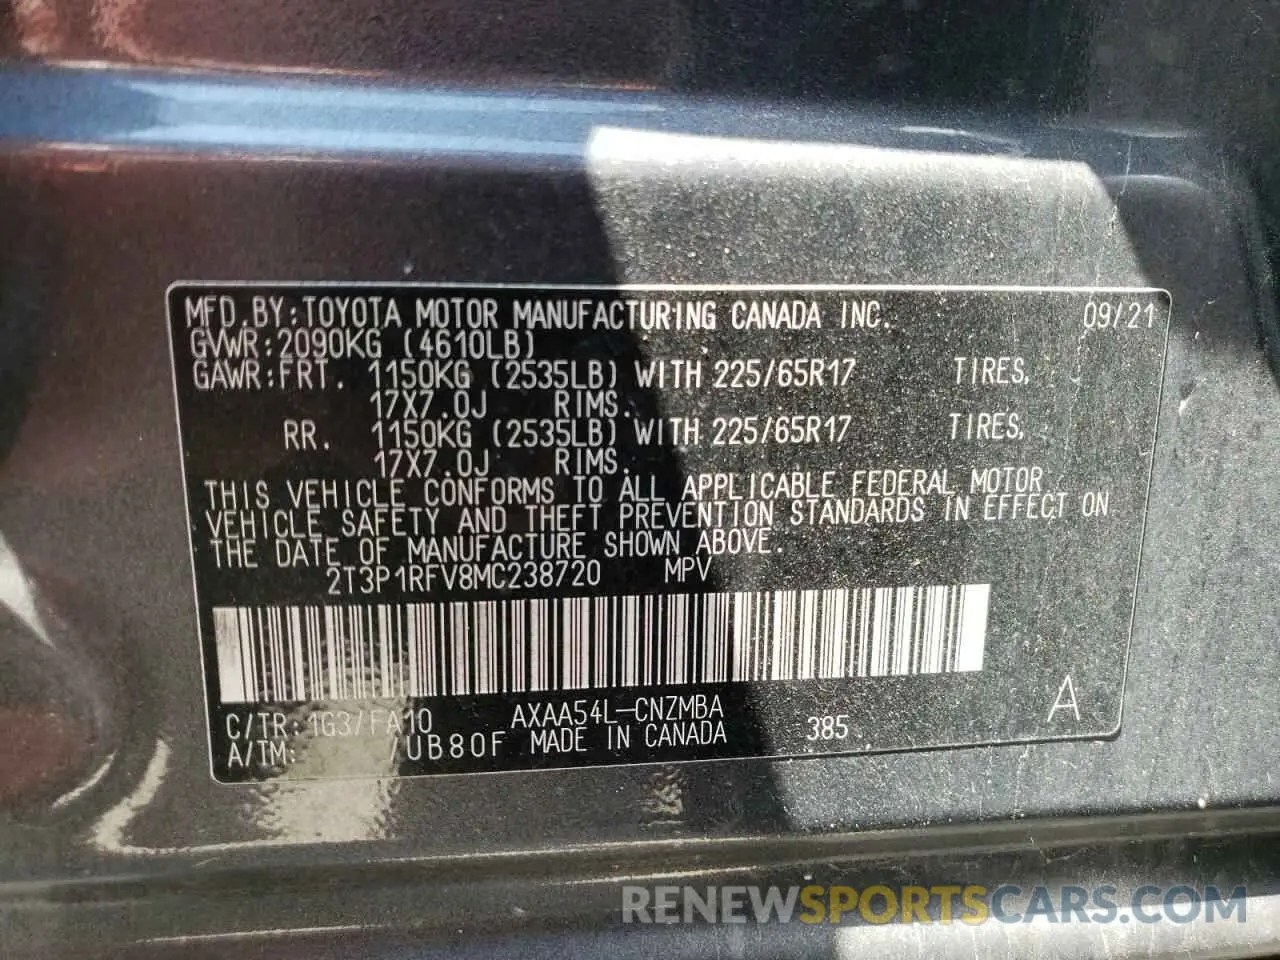 MFD.BY:TOYOTA MOTOR MANUFACTURING CANADA INC. 09/21
GVWR:2090KG (4610LB)
GAWR:FRT. 1150KG (2535LB) WITH 225/65R17 TIRES,
17X7.0J RIMS.
RR. 1150KG (2535LB) WITH 225/65R17 TIRES,
17X7.0J RIMS.
THIS VEHICLE CONFORMS TO ALL APPLICABLE FEDERAL MOTOR
VEHICLE SAFETY AND THEFT PREVENTION STANDARDS IN EFFECT ON
THE DATE OF MANUFACTURE SHOWN ABOVE.
2T3P1RFV8MC238720 MPV
C/TR:1G3/FA10 AXAA54L-CNZMBA
A/TM: /UB80F MADE IN CANADA 385 A
RENEWSPORTSCARS.COM